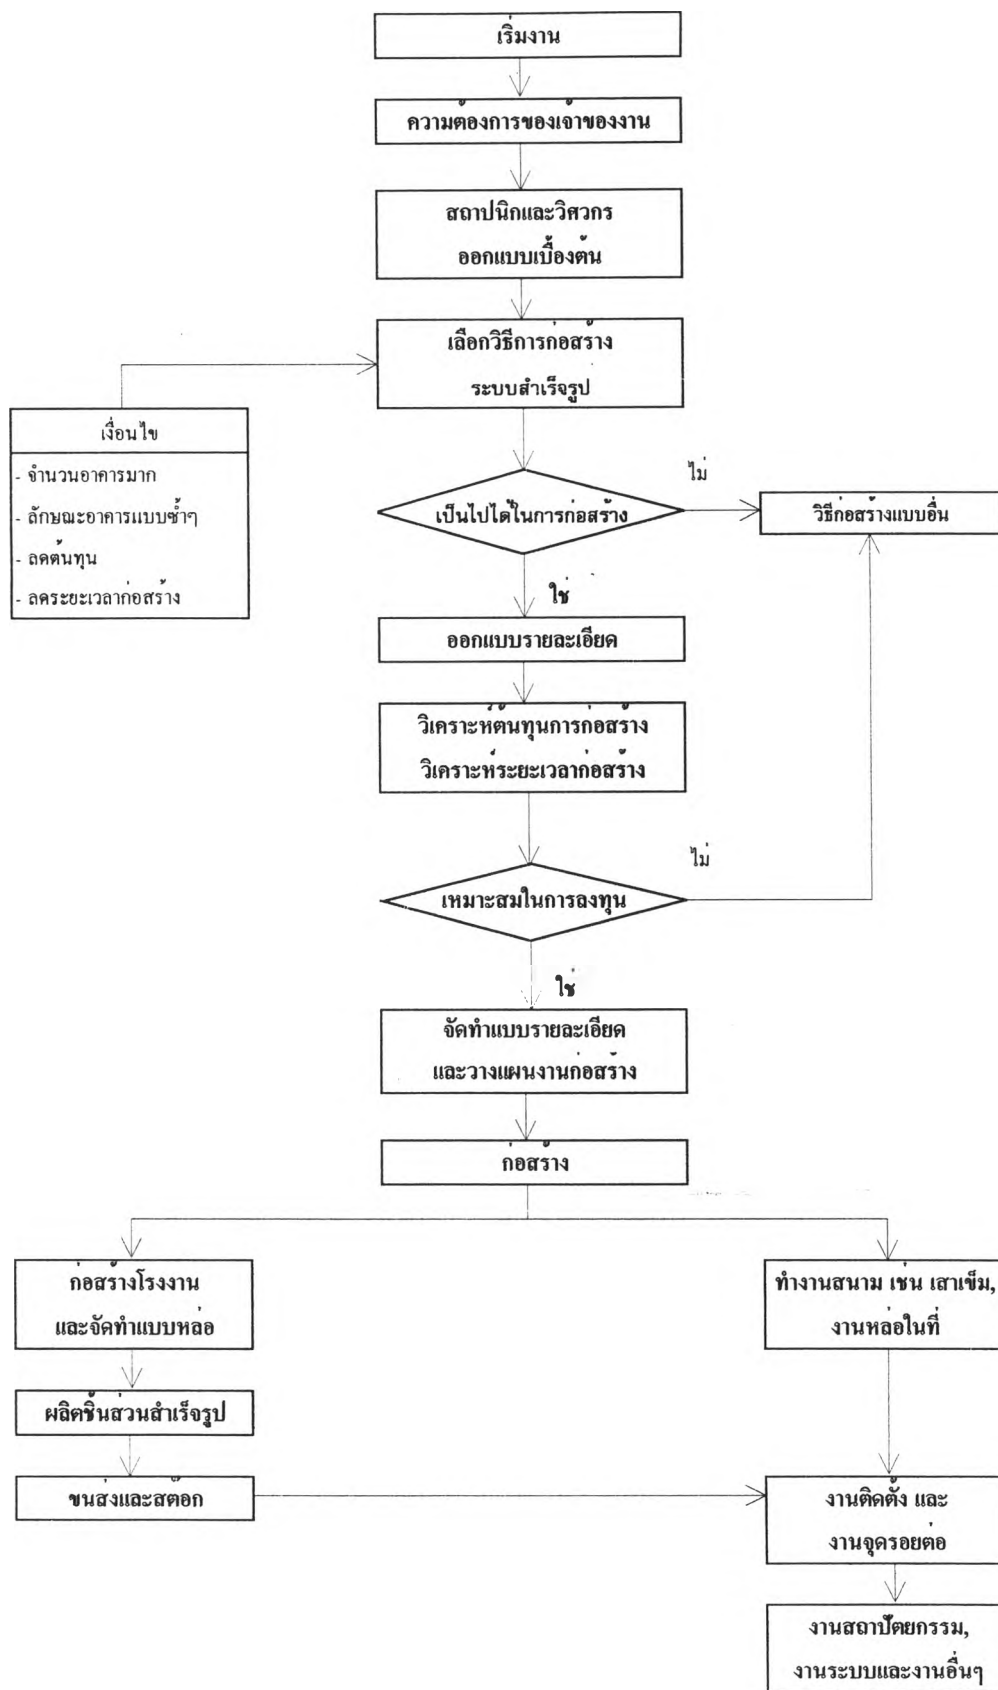 เริ่มงาน
ความต้องการของเจ้าของงาน
สถาปนิกและวิศวกร
ออกแบบเบื้องต้น
เลือกวิธีการก่อสร้าง
ระบบสำเร็จรูป
เงื่อนไข
- จำนวนอาคารมาก
- ลักษณะอาคารแบบซ้ำๆ
- ลดต้นทุน
- ลดระยะเวลาก่อสร้าง
เป็นไปได้ในการก่อสร้าง
ไม่
วิธีก่อสร้างแบบอื่น
ใช่
ออกแบบรายละเอียด
วิเคราะห์ต้นทุนการก่อสร้าง
วิเคราะห์ระยะเวลาก่อสร้าง
ไม่
เหมาะสมในการลงทุน
ใช่
จัดทำแบบรายละเอียด
และวางแผนงานก่อสร้าง
ก่อสร้าง
ก่อสร้างโรงงาน
และจัดทำแบบหล่อ
ทำงานสนาม เช่น เสาเข็ม,
งานหล่อในที่
ผลิตชิ้นส่วนสำเร็จรูป
ขนส่งและสต๊อก
งานติดตั้ง และ
งานจุดรอยต่อ
งานสถาปัตยกรรม,
งานระบบและงานอื่นๆ